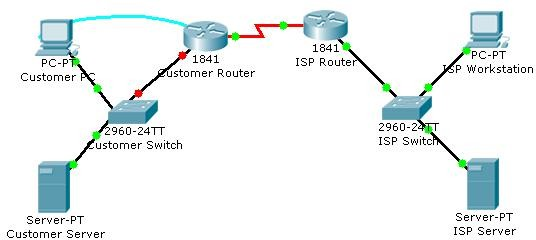 PC-PT
Customer PC
1841
Customer Router
1841
ISP Router
PC-PT
ISP Workstation
2960-24TT
Customer Switch
2960-24TT
ISP Switch
Server-PT
Customer Server
Server-PT
ISP Server